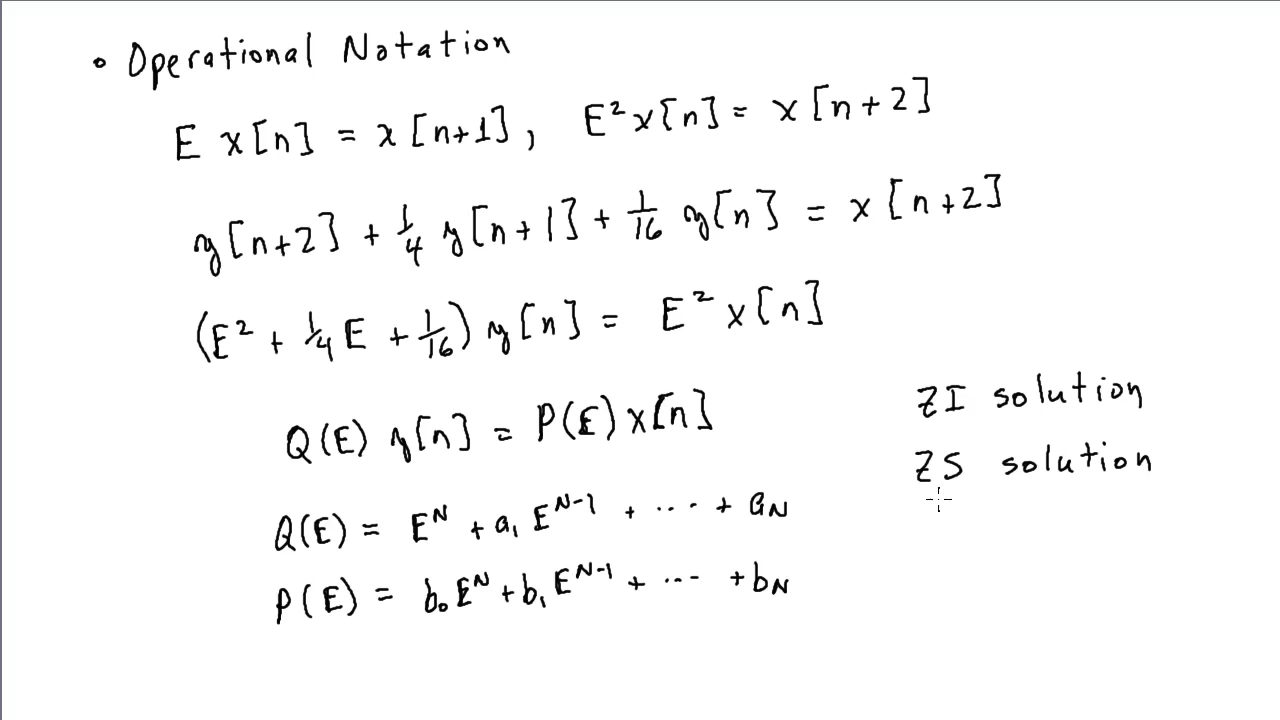 • Operational Notation
E x[n] = x[n+1], E² x[n] = x[n+2]
y[n+2] + 1/4 y[n+1] + 1/16 y[n] = x[n+2]
(E² + 1/4 E + 1/16) y[n] = E² x[n]
Q(E) y[n] = P(E) x[n]
Q(E) = E^N + a₁ E^(N-1) + ... + a_N
P(E) = b₀ E^N + b₁ E^(N-1) + ... + b_N
ZI solution
ZS solution